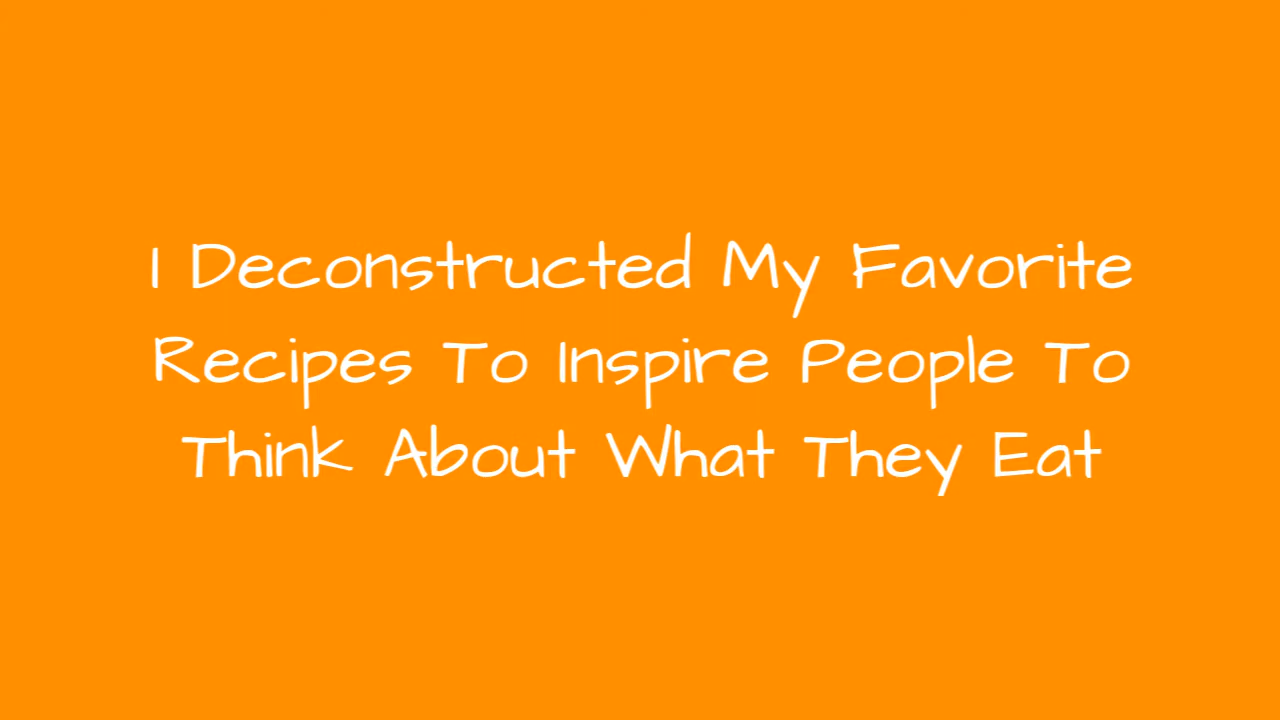 I Deconstructed My Favorite
Recipes To Inspire People To
Think About What They Eat